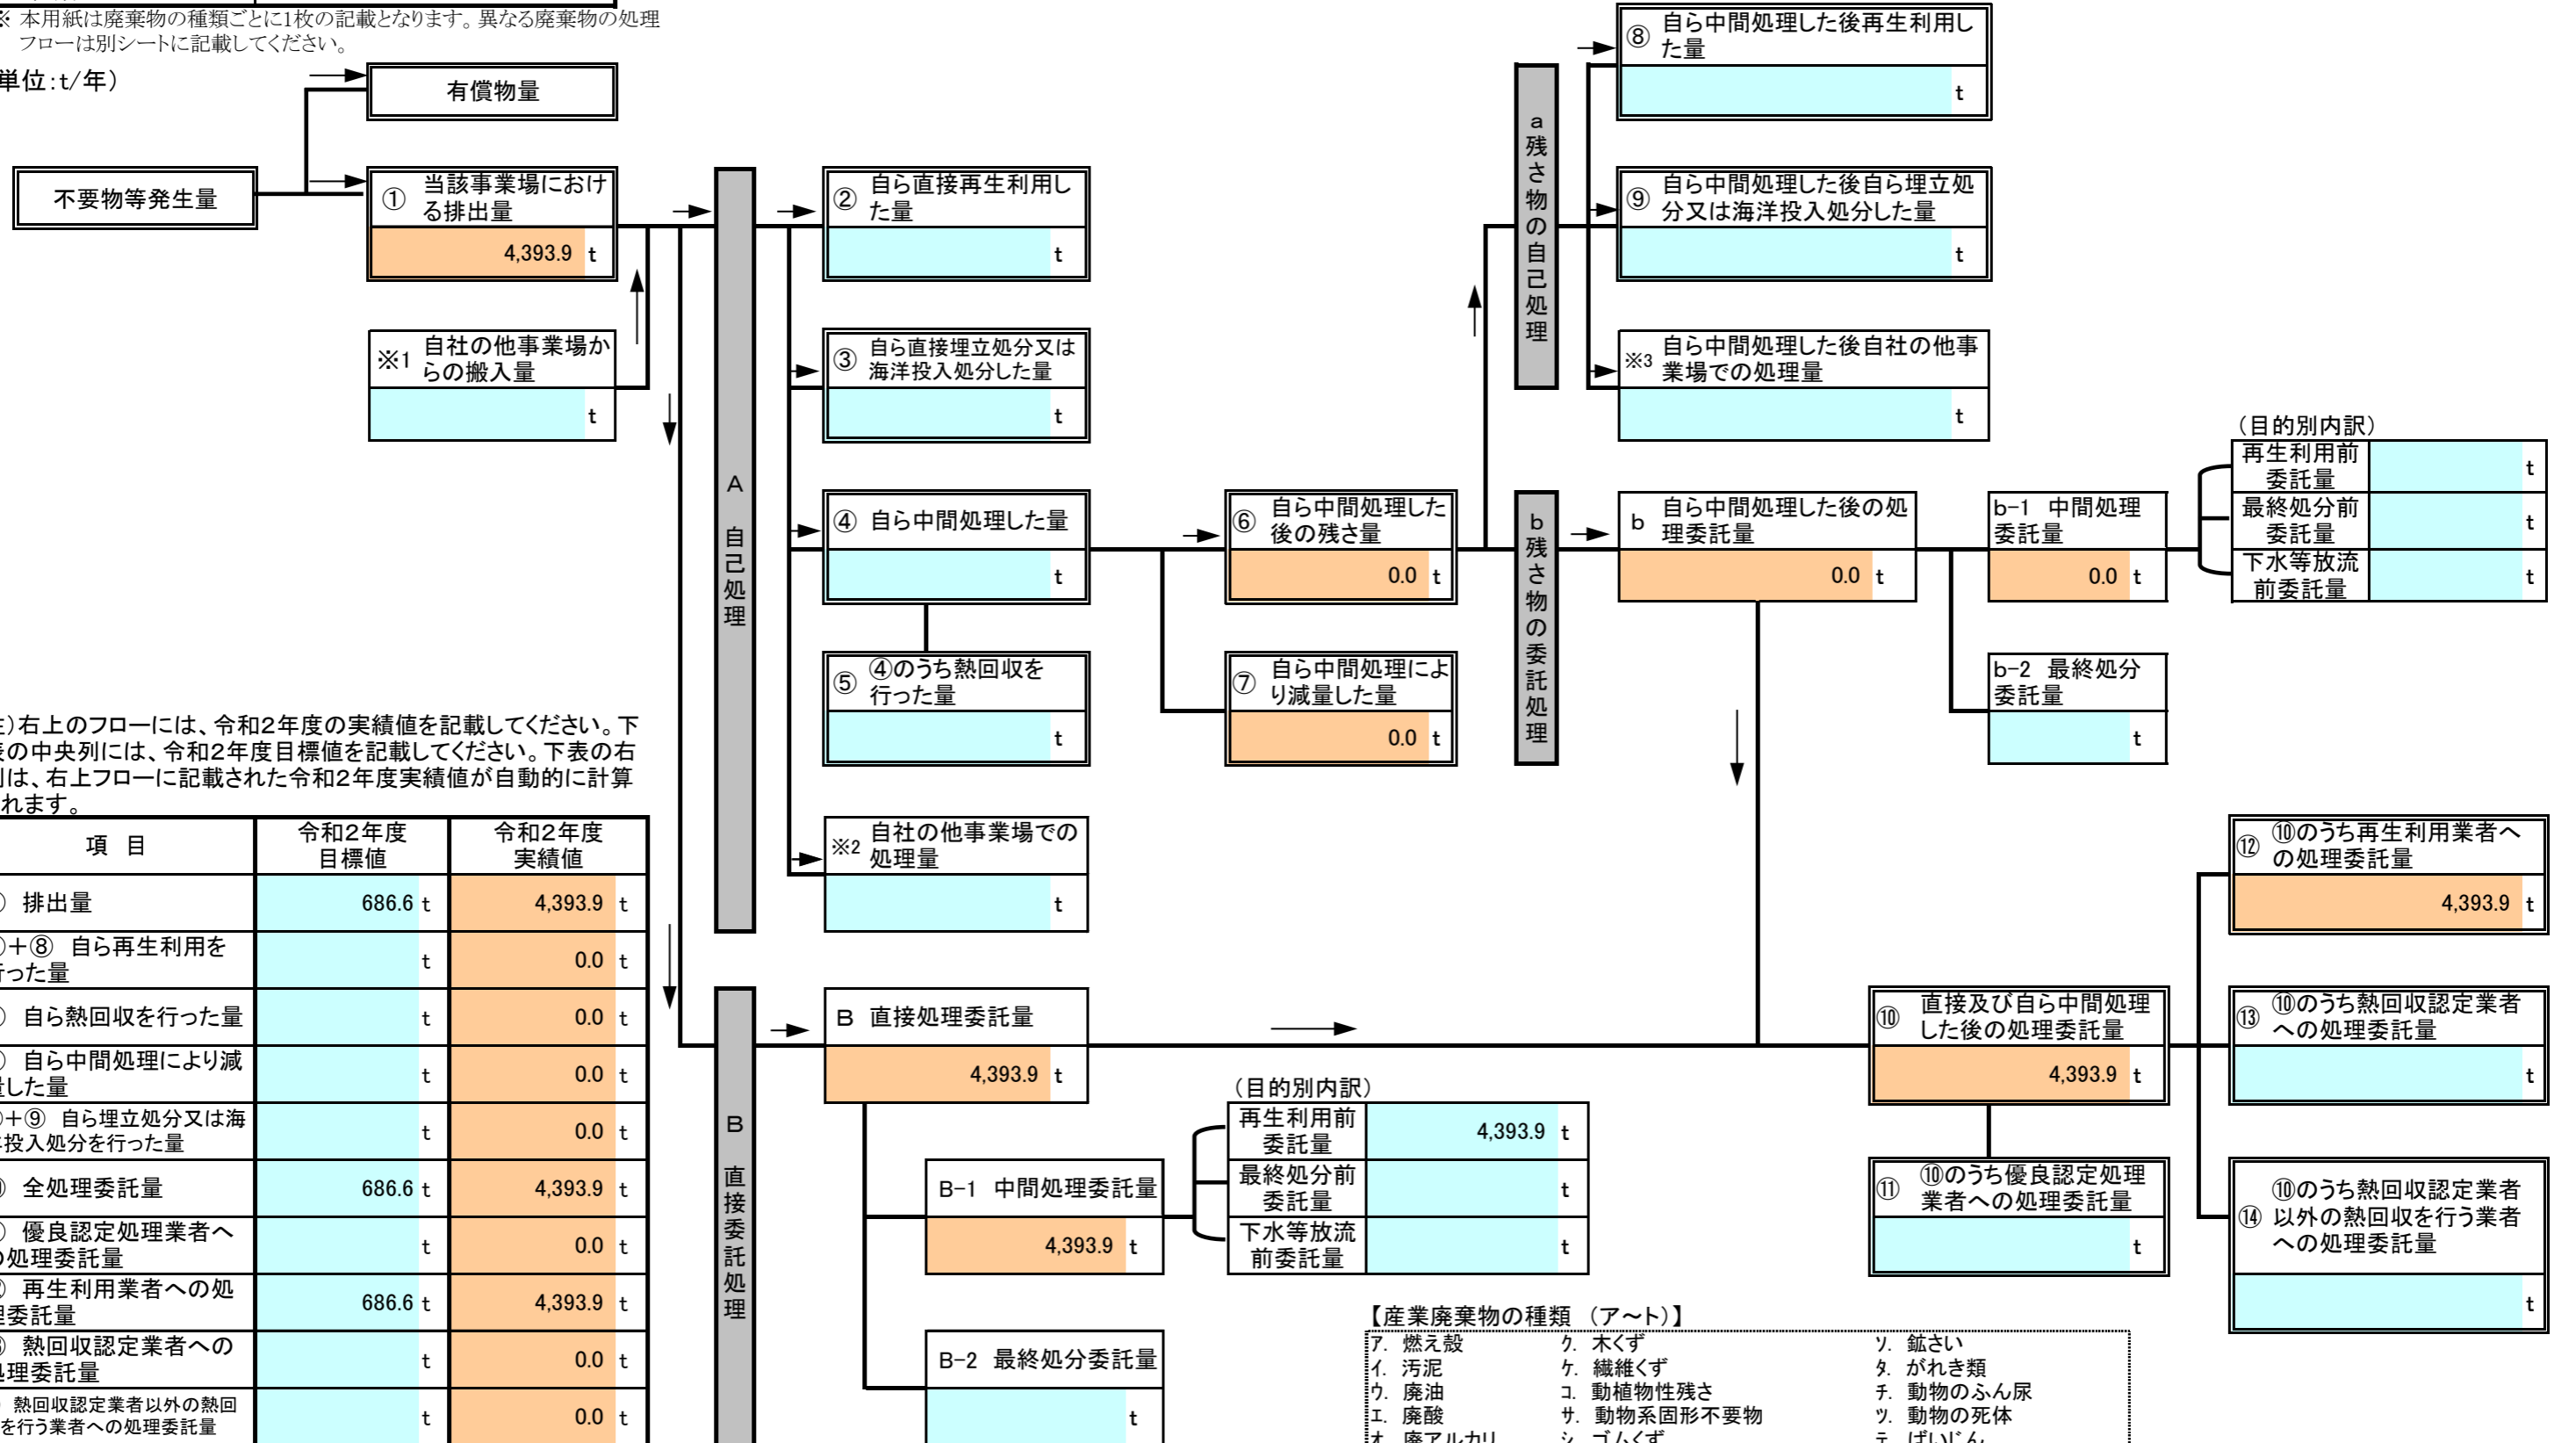 ※ 本用紙は廃棄物の種類ごとに1枚の記載となります。異なる廃棄物の処理
フローは別シートに記載してください。
単位:t/年)
有償物量
不要物等発生量
① 当該事業場におけ
る排出量
4,393.9 t
※1 自社の他事業場か
らの搬入量
t
A 自己処理
② 自ら直接再生利用し
た量
t
③ 自ら直接埋立処分又は
海洋投入処分した量
t
④ 自ら中間処理した量
t
⑤ ④のうち熱回収を
行った量
t
※2 自社の他事業場での
処理量
t
⑥ 自ら中間処理した
後の残さ量
0.0 t
⑦ 自ら中間処理によ
り減量した量
0.0 t
a 残さ物の自己処理
⑧ 自ら中間処理した後再生利用し
た量
t
⑨ 自ら中間処理した後自ら埋立処
分又は海洋投入処分した量
t
※3 自ら中間処理した後自社の他事
業場での処理量
t
b 残さ物の委託処理
b 自ら中間処理した後の処
理委託量
0.0 t
b-1 中間処理
委託量
0.0 t
b-2 最終処分
委託量
t
(目的別内訳)
再生利用前
委託量 t
最終処分前
委託量 t
下水等放流
前委託量 t
)右上のフローには、令和2年度の実績値を記載してください。下
表の中央列には、令和2年度目標値を記載してください。下表の右
は、右上フローに記載された令和2年度実績値が自動的に計算
れます。
項 目 令和2年度
目標値 令和2年度
実績値
排出量 686.6 t 4,393.9 t
+⑧ 自ら再生利用を
行った量 t 0.0 t
自ら熱回収を行った量 t 0.0 t
自ら中間処理により減
量した量 t 0.0 t
+⑨ 自ら埋立処分又は海
洋投入処分を行った量 t 0.0 t
全処理委託量 686.6 t 4,393.9 t
優良認定処理業者へ
の処理委託量 t 0.0 t
再生利用業者への処
理委託量 686.6 t 4,393.9 t
熱回収認定業者への
処理委託量 t 0.0 t
熱回収認定業者以外の熱回
を行う業者への処理委託量 t 0.0 t
B 直接委託処理
B 直接処理委託量
4,393.9 t
B-1 中間処理委託量
4,393.9 t
B-2 最終処分委託量
t
(目的別内訳)
再生利用前
委託量 4,393.9 t
最終処分前
委託量 t
下水等放流
前委託量 t
⑩ 直接及び自ら中間処理
した後の処理委託量
4,393.9 t
⑪ ⑩のうち優良認定処理
業者への処理委託量
t
⑫ ⑩のうち再生利用業者へ
の処理委託量
4,393.9 t
⑬ ⑩のうち熱回収認定業者
への処理委託量
t
⑭ ⑩のうち熱回収認定業者
以外の熱回収を行う業者
への処理委託量
t
【産業廃棄物の種類 (ア~ト)】
ア. 燃え殻 ク. 木くず ソ. 鉱さい
イ. 汚泥 ケ. 繊維くず タ. がれき類
ウ. 廃油 コ. 動植物性残さ チ. 動物のふん尿
エ. 廃酸 サ. 動物系固形不要物 ツ. 動物の死体
オ. 廃アルカリ シ. ゴムくず テ. ばいじん